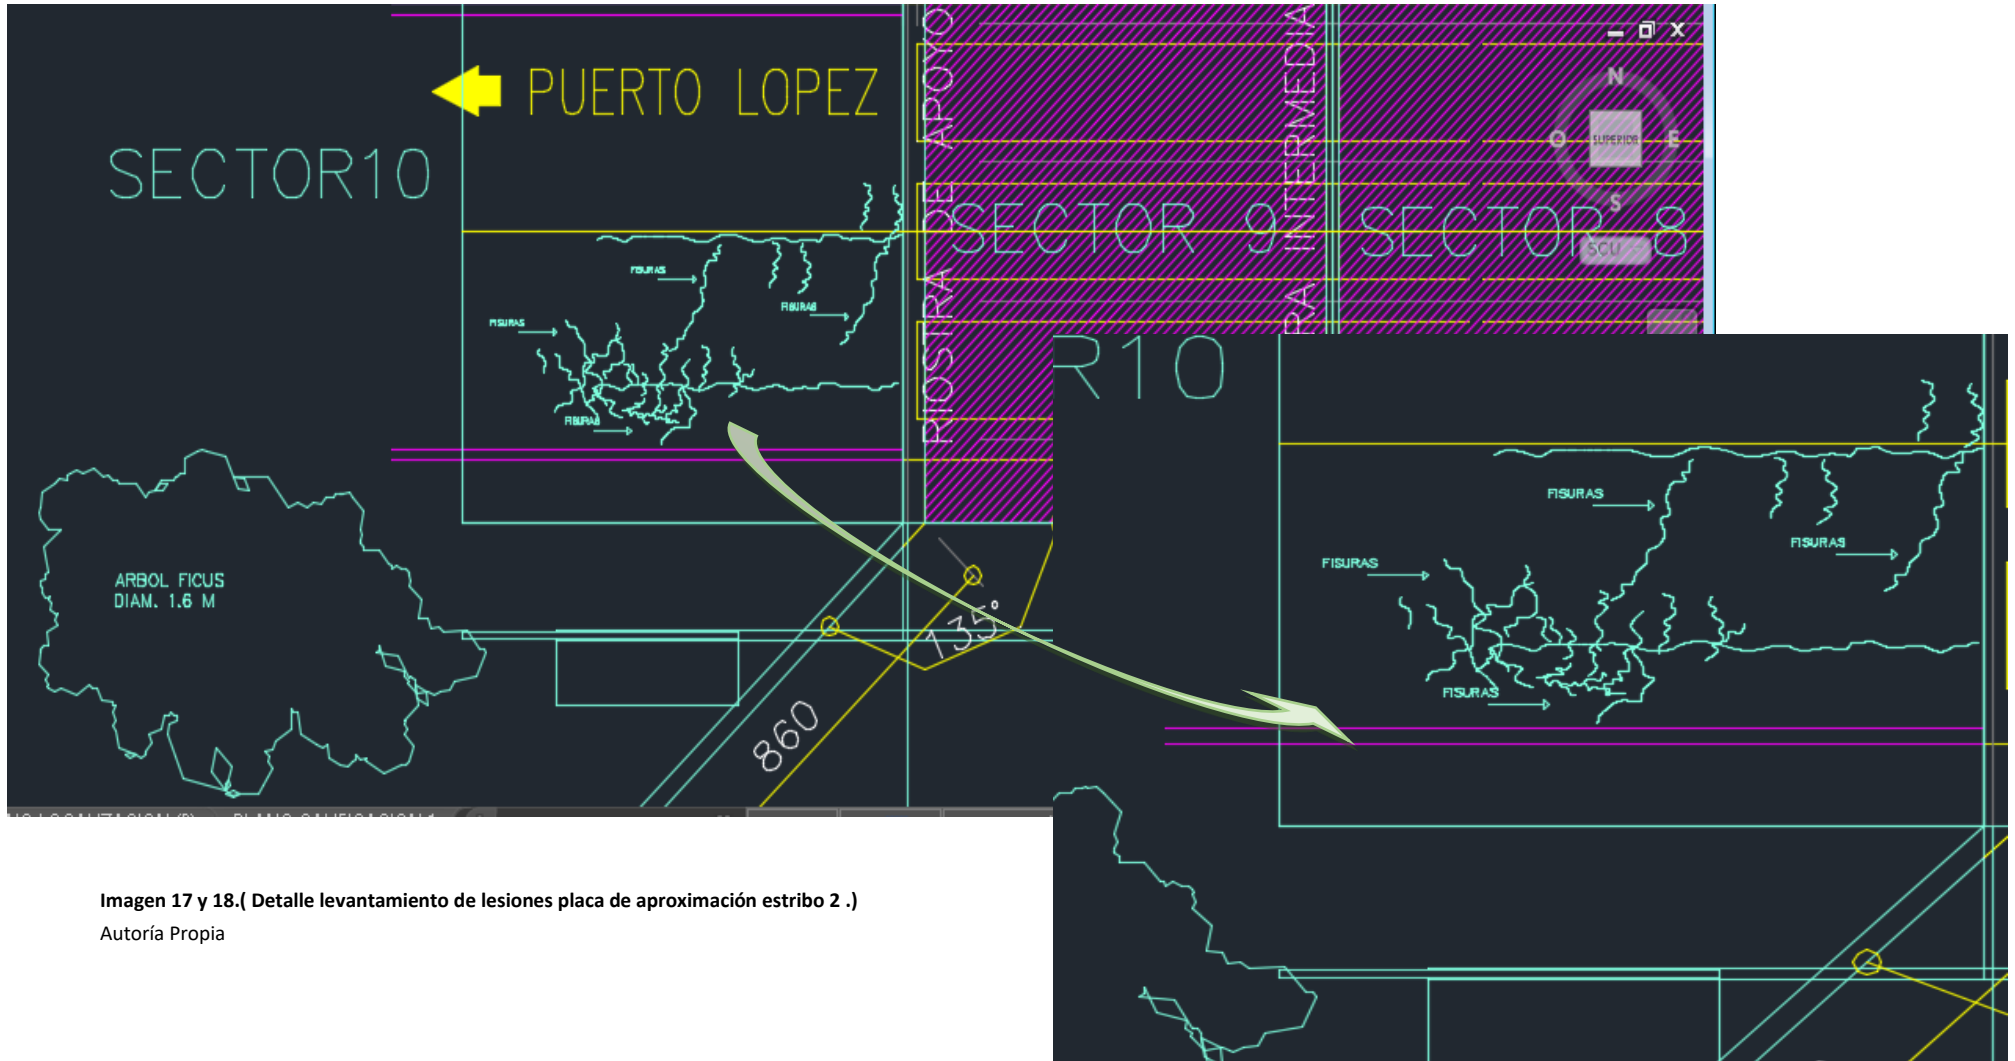 PUERTO LOPEZ
SECTOR10
RIOSTRA DE APOYO
SECTOR 9
INTERMEDIA
SECTOR 8
N
O
SUPERIOR
E
S
SCU
FISURAS
FISURAS
FISURAS
FISURAS
ARBOL FICUS
DIAM. 1.6 M
135°
860
R10
FISURAS
FISURAS
FISURAS
FISURAS
Imagen 17 y 18.( Detalle levantamiento de lesiones placa de aproximación estribo 2 .)
Autoría Propia